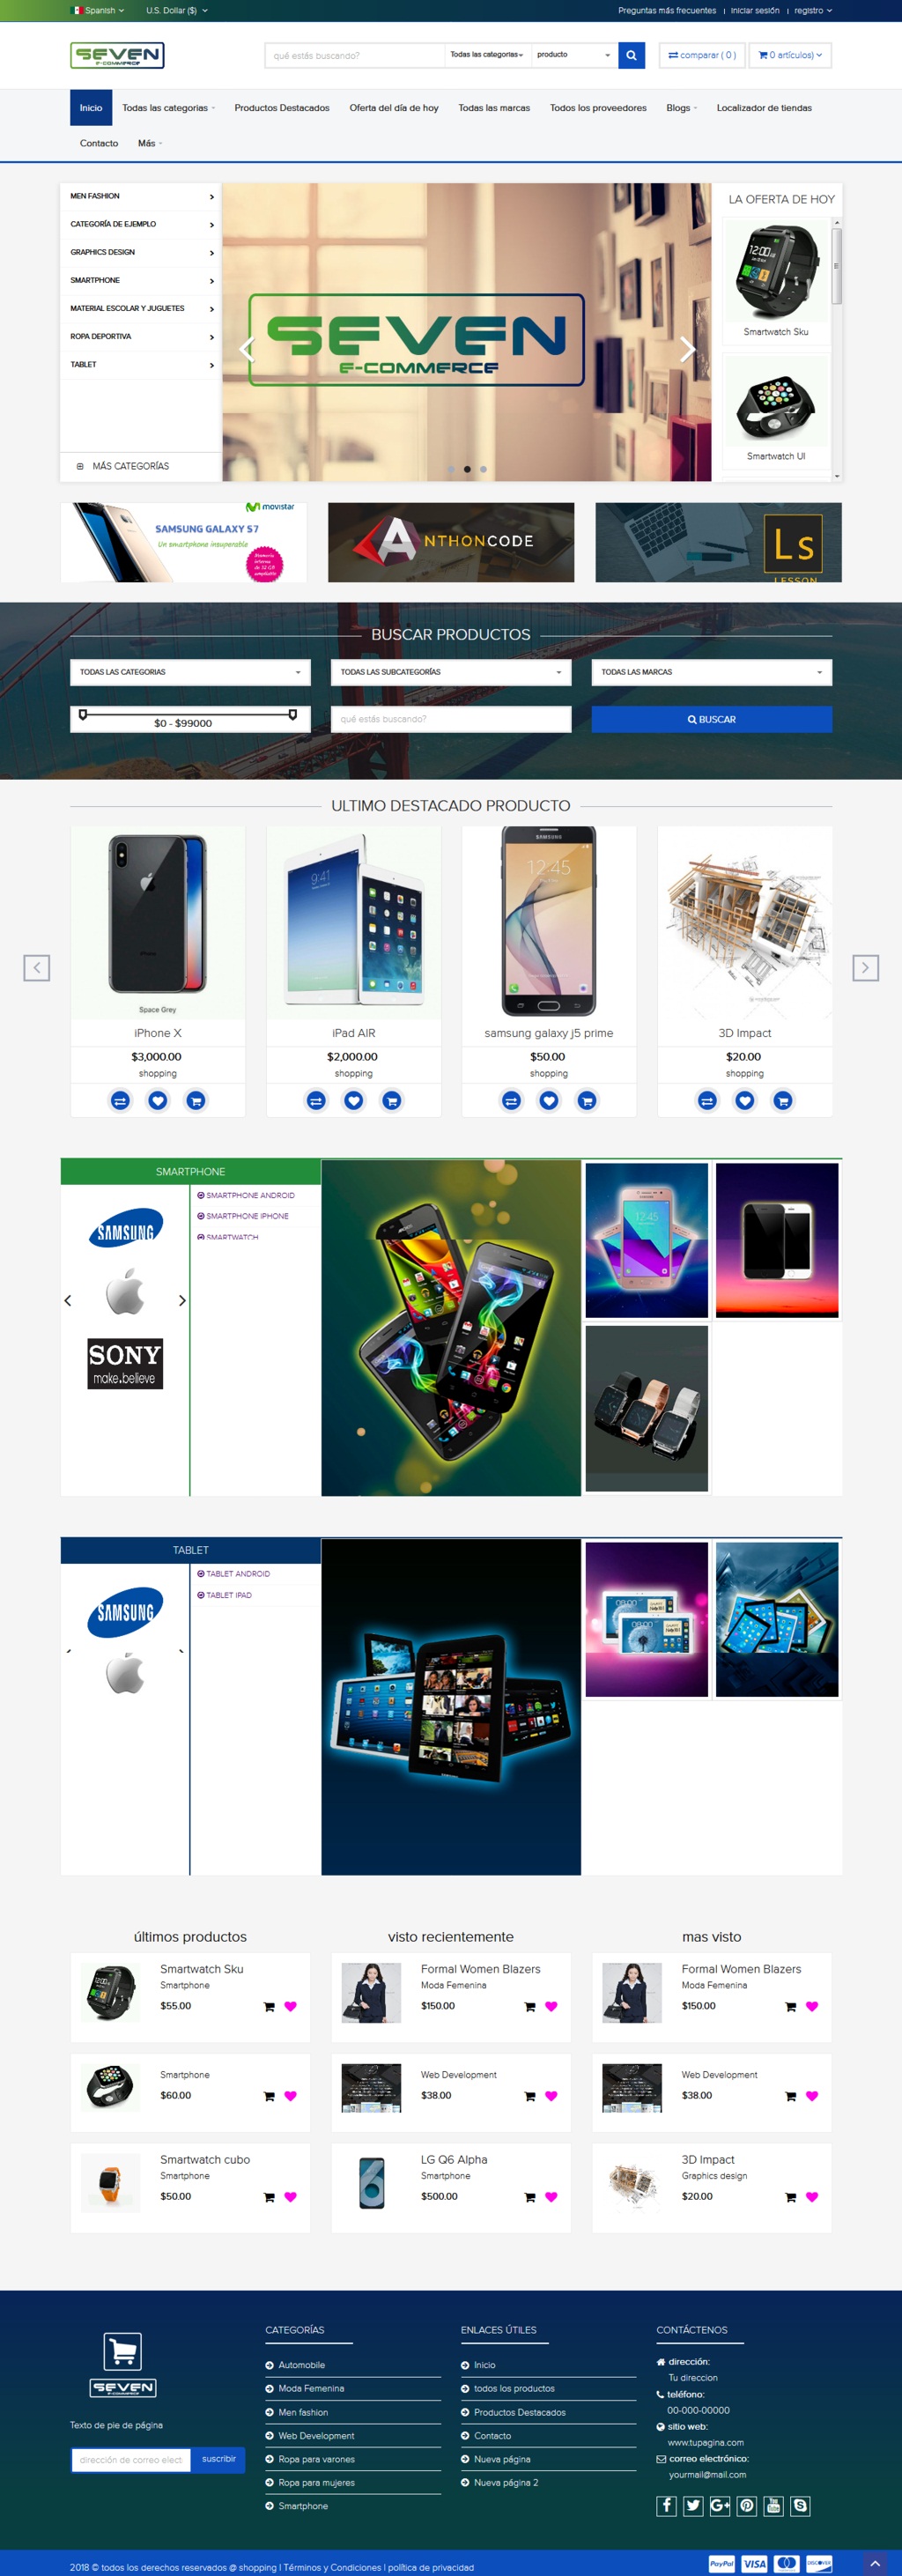 Spanish U.S. Dollar ($) Preguntas más frecuentes | iniciar sesión | registro
SEVEN
E-COMMERCE
qué estás buscando? Todas las categorias producto comparar ( 0 ) 0 artículos)
Inicio Todas las categorias Productos Destacados Oferta del día de hoy Todas las marcas Todos los proveedores Blogs Localizador de tiendas
Contacto Más
MEN FASHION
CATEGORÍA DE EJEMPLO
GRAPHICS DESIGN
SMARTPHONE
MATERIAL ESCOLAR Y JUGUETES
ROPA DEPORTIVA
TABLET
MÁS CATEGORÍAS
SEVEN
E-COMMERCE
LA OFERTA DE HOY
Smartwatch Sku
Smartwatch UI
movistar
SAMSUNG GALAXY S7
Un smartphone insuperable
Memoria
interna
de 32 GB
ampliable
ANTHONCODE
Ls
LESSON
BUSCAR PRODUCTOS
TODAS LAS CATEGORIAS TODAS LAS SUBCATEGORÍAS TODAS LAS MARCAS
$0 - $99000 qué estás buscando? BUSCAR
ULTIMO DESTACADO PRODUCTO
9:41
SAMSUNG
12:45
Space Grey
iPhone X iPad AIR samsung galaxy j5 prime 3D Impact
$3,000.00 $2,000.00 $50.00 $20.00
shopping shopping shopping shopping
SMARTPHONE
SAMSUNG
SONY
make.believe
SMARTPHONE ANDROID
SMARTPHONE IPHONE
SMARTWATCH
12:45
TABLET
SAMSUNG
TABLET ANDROID
TABLET IPAD
últimos productos
Smartwatch Sku
Smartphone
$55.00
Smartphone
$60.00
Smartwatch cubo
Smartphone
$50.00
visto recientemente
Formal Women Blazers
Moda Femenina
$150.00
Web Development
$38.00
LG Q6 Alpha
Smartphone
$500.00
mas visto
Formal Women Blazers
Moda Femenina
$150.00
Web Development
$38.00
3D Impact
Graphics design
$20.00
SEVEN
E-COMMERCE
Texto de pie de página
dirección de correo elect suscribir
CATEGORÍAS
Automobile
Moda Femenina
Men fashion
Web Development
Ropa para varones
Ropa para mujeres
Smartphone
ENLACES ÚTILES
Inicio
todos los productos
Productos Destacados
Contacto
Nueva página
Nueva página 2
CONTÁCTENOS
dirección:
Tu direccion
teléfono:
00-000-00000
sitio web:
www.tupagina.com
correo electrónico:
yourmail@mail.com
2018 © todos los derechos reservados @ shopping | Términos y Condiciones | política de privacidad
PayPal VISA DISCOVER